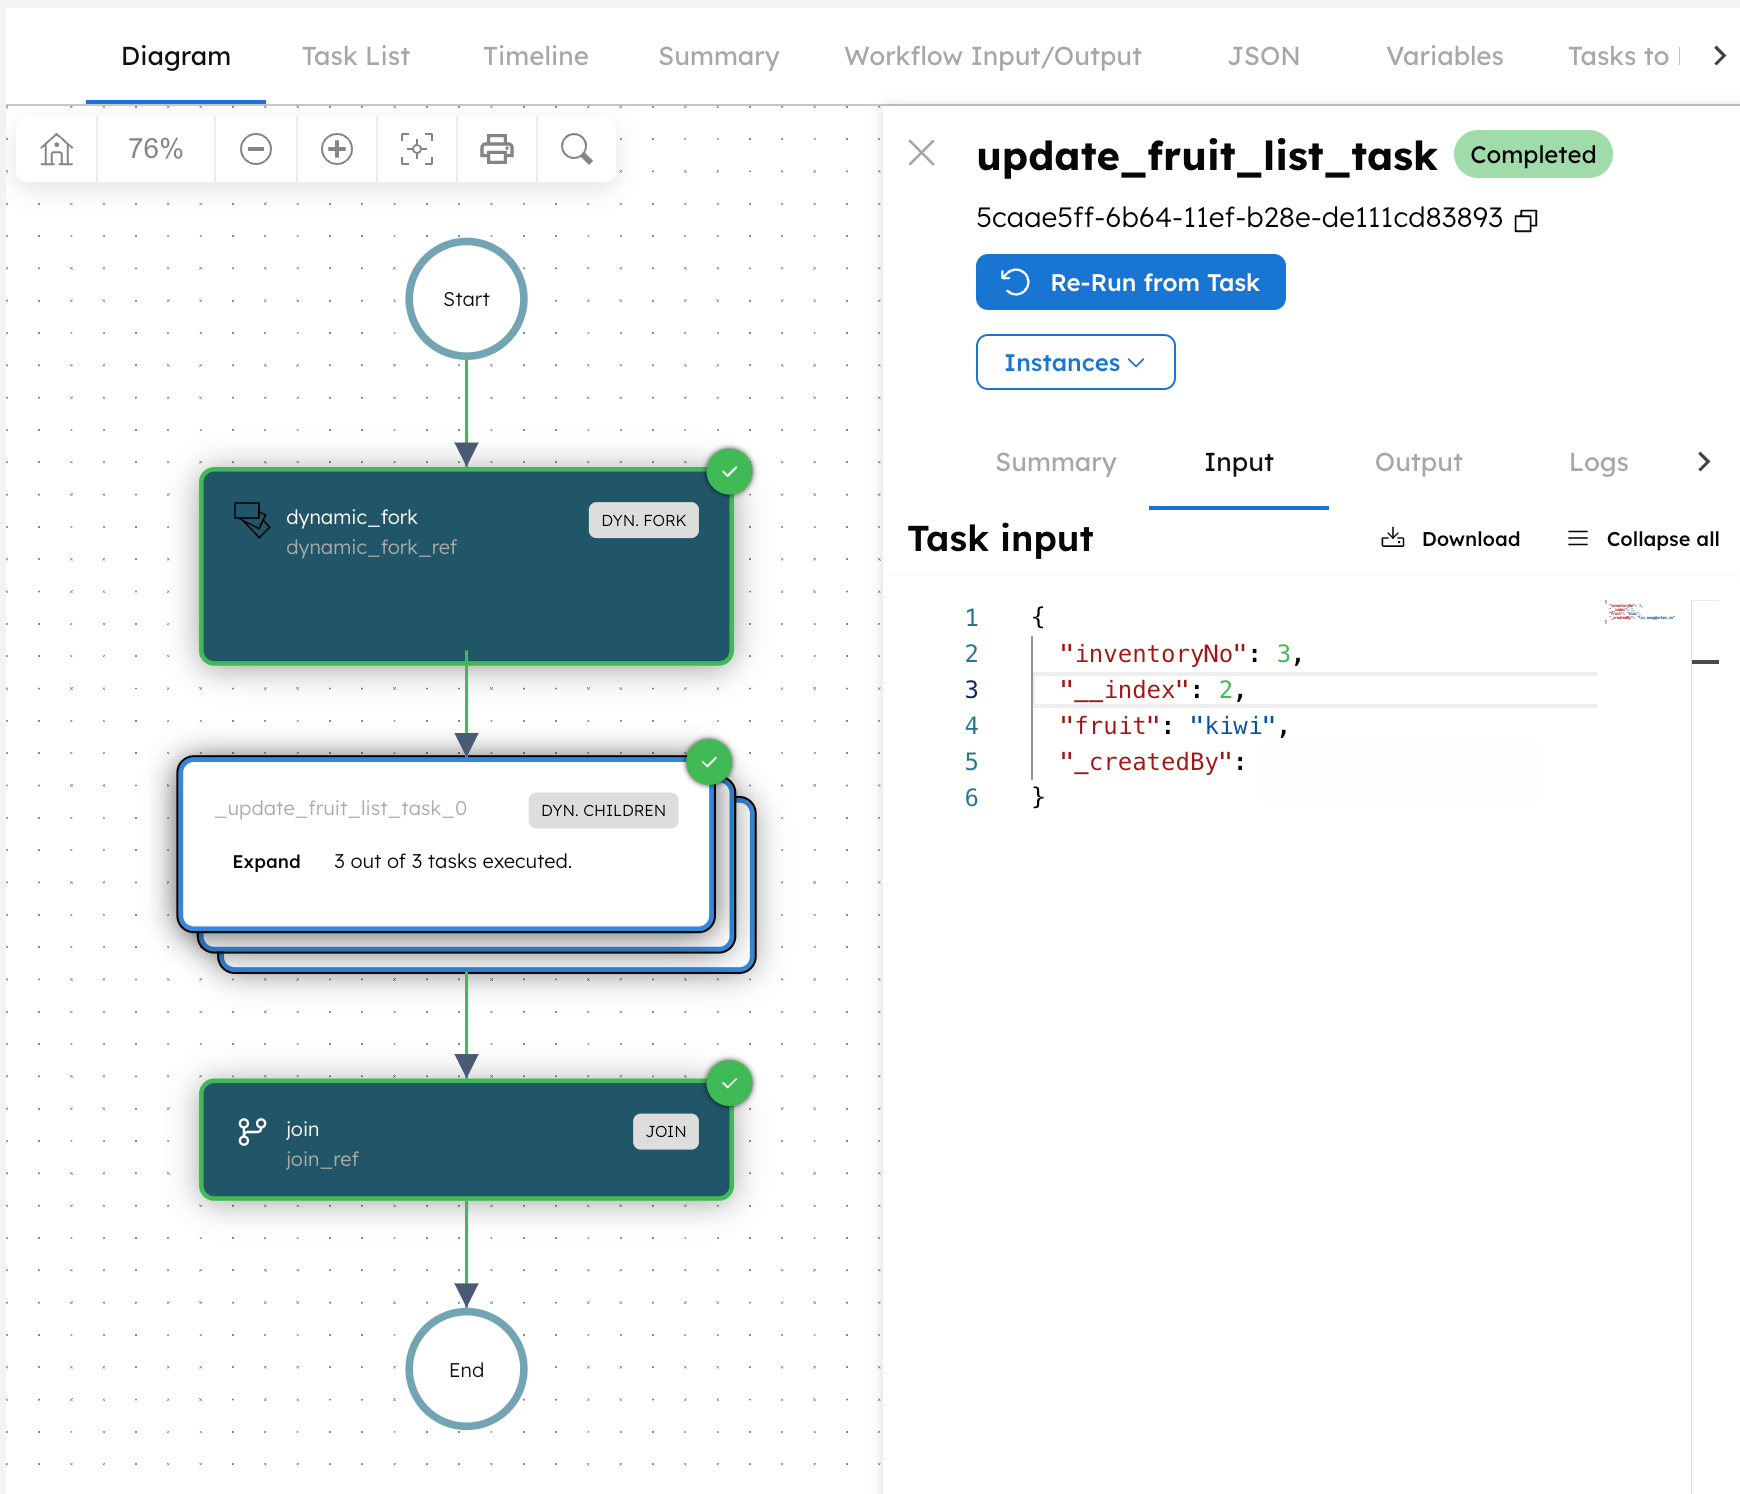 Diagram Task List Timeline Summary Workflow Input/Output JSON Variables Tasks to
76%
Start
dynamic_fork
dynamic_fork_ref
DYN. FORK
_update_fruit_list_task_0
DYN. CHILDREN
Expand 3 out of 3 tasks executed.
join
join_ref
JOIN
End
update_fruit_list_task Completed
5caae5ff-6b64-11ef-b28e-de111cd83893
Re-Run from Task
Instances
Summary Input Output Logs
Task input Download Collapse all
1 {
2 "inventoryNo": 3,
3 "__index": 2,
4 "fruit": "kiwi",
5 "_createdBy":
6 }